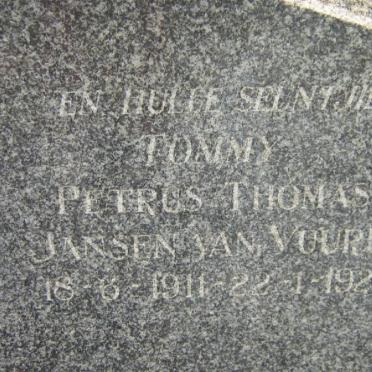 EN HULLE SEUNTJIE
TOMMY
PETRUS THOMAS
JANSEN VAN VUUR
18-6-1911-22-1-192